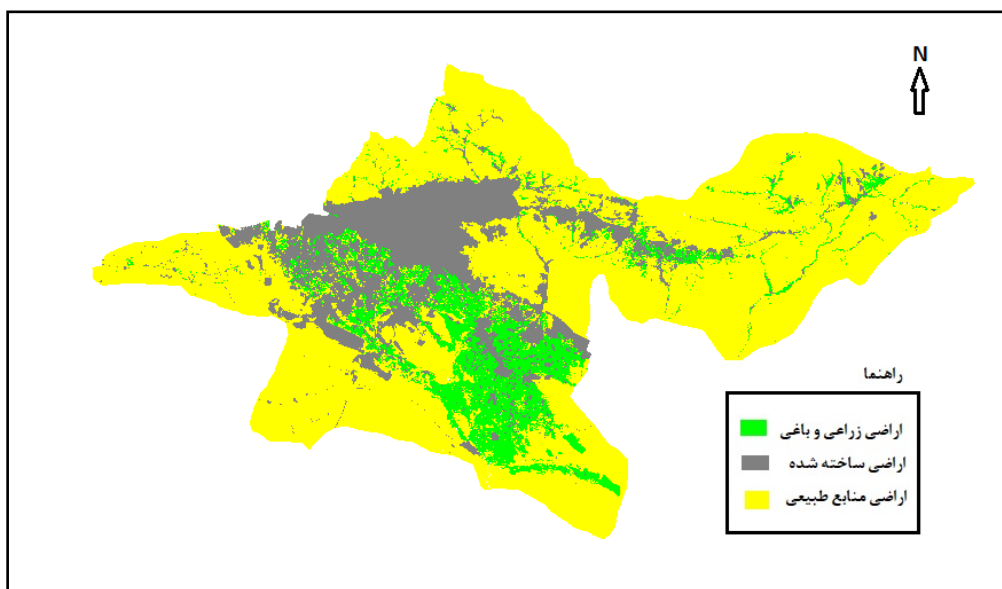 N
راهنما
اراضی زراعی و باغی
اراضی ساخته شده
اراضی منابع طبیعی